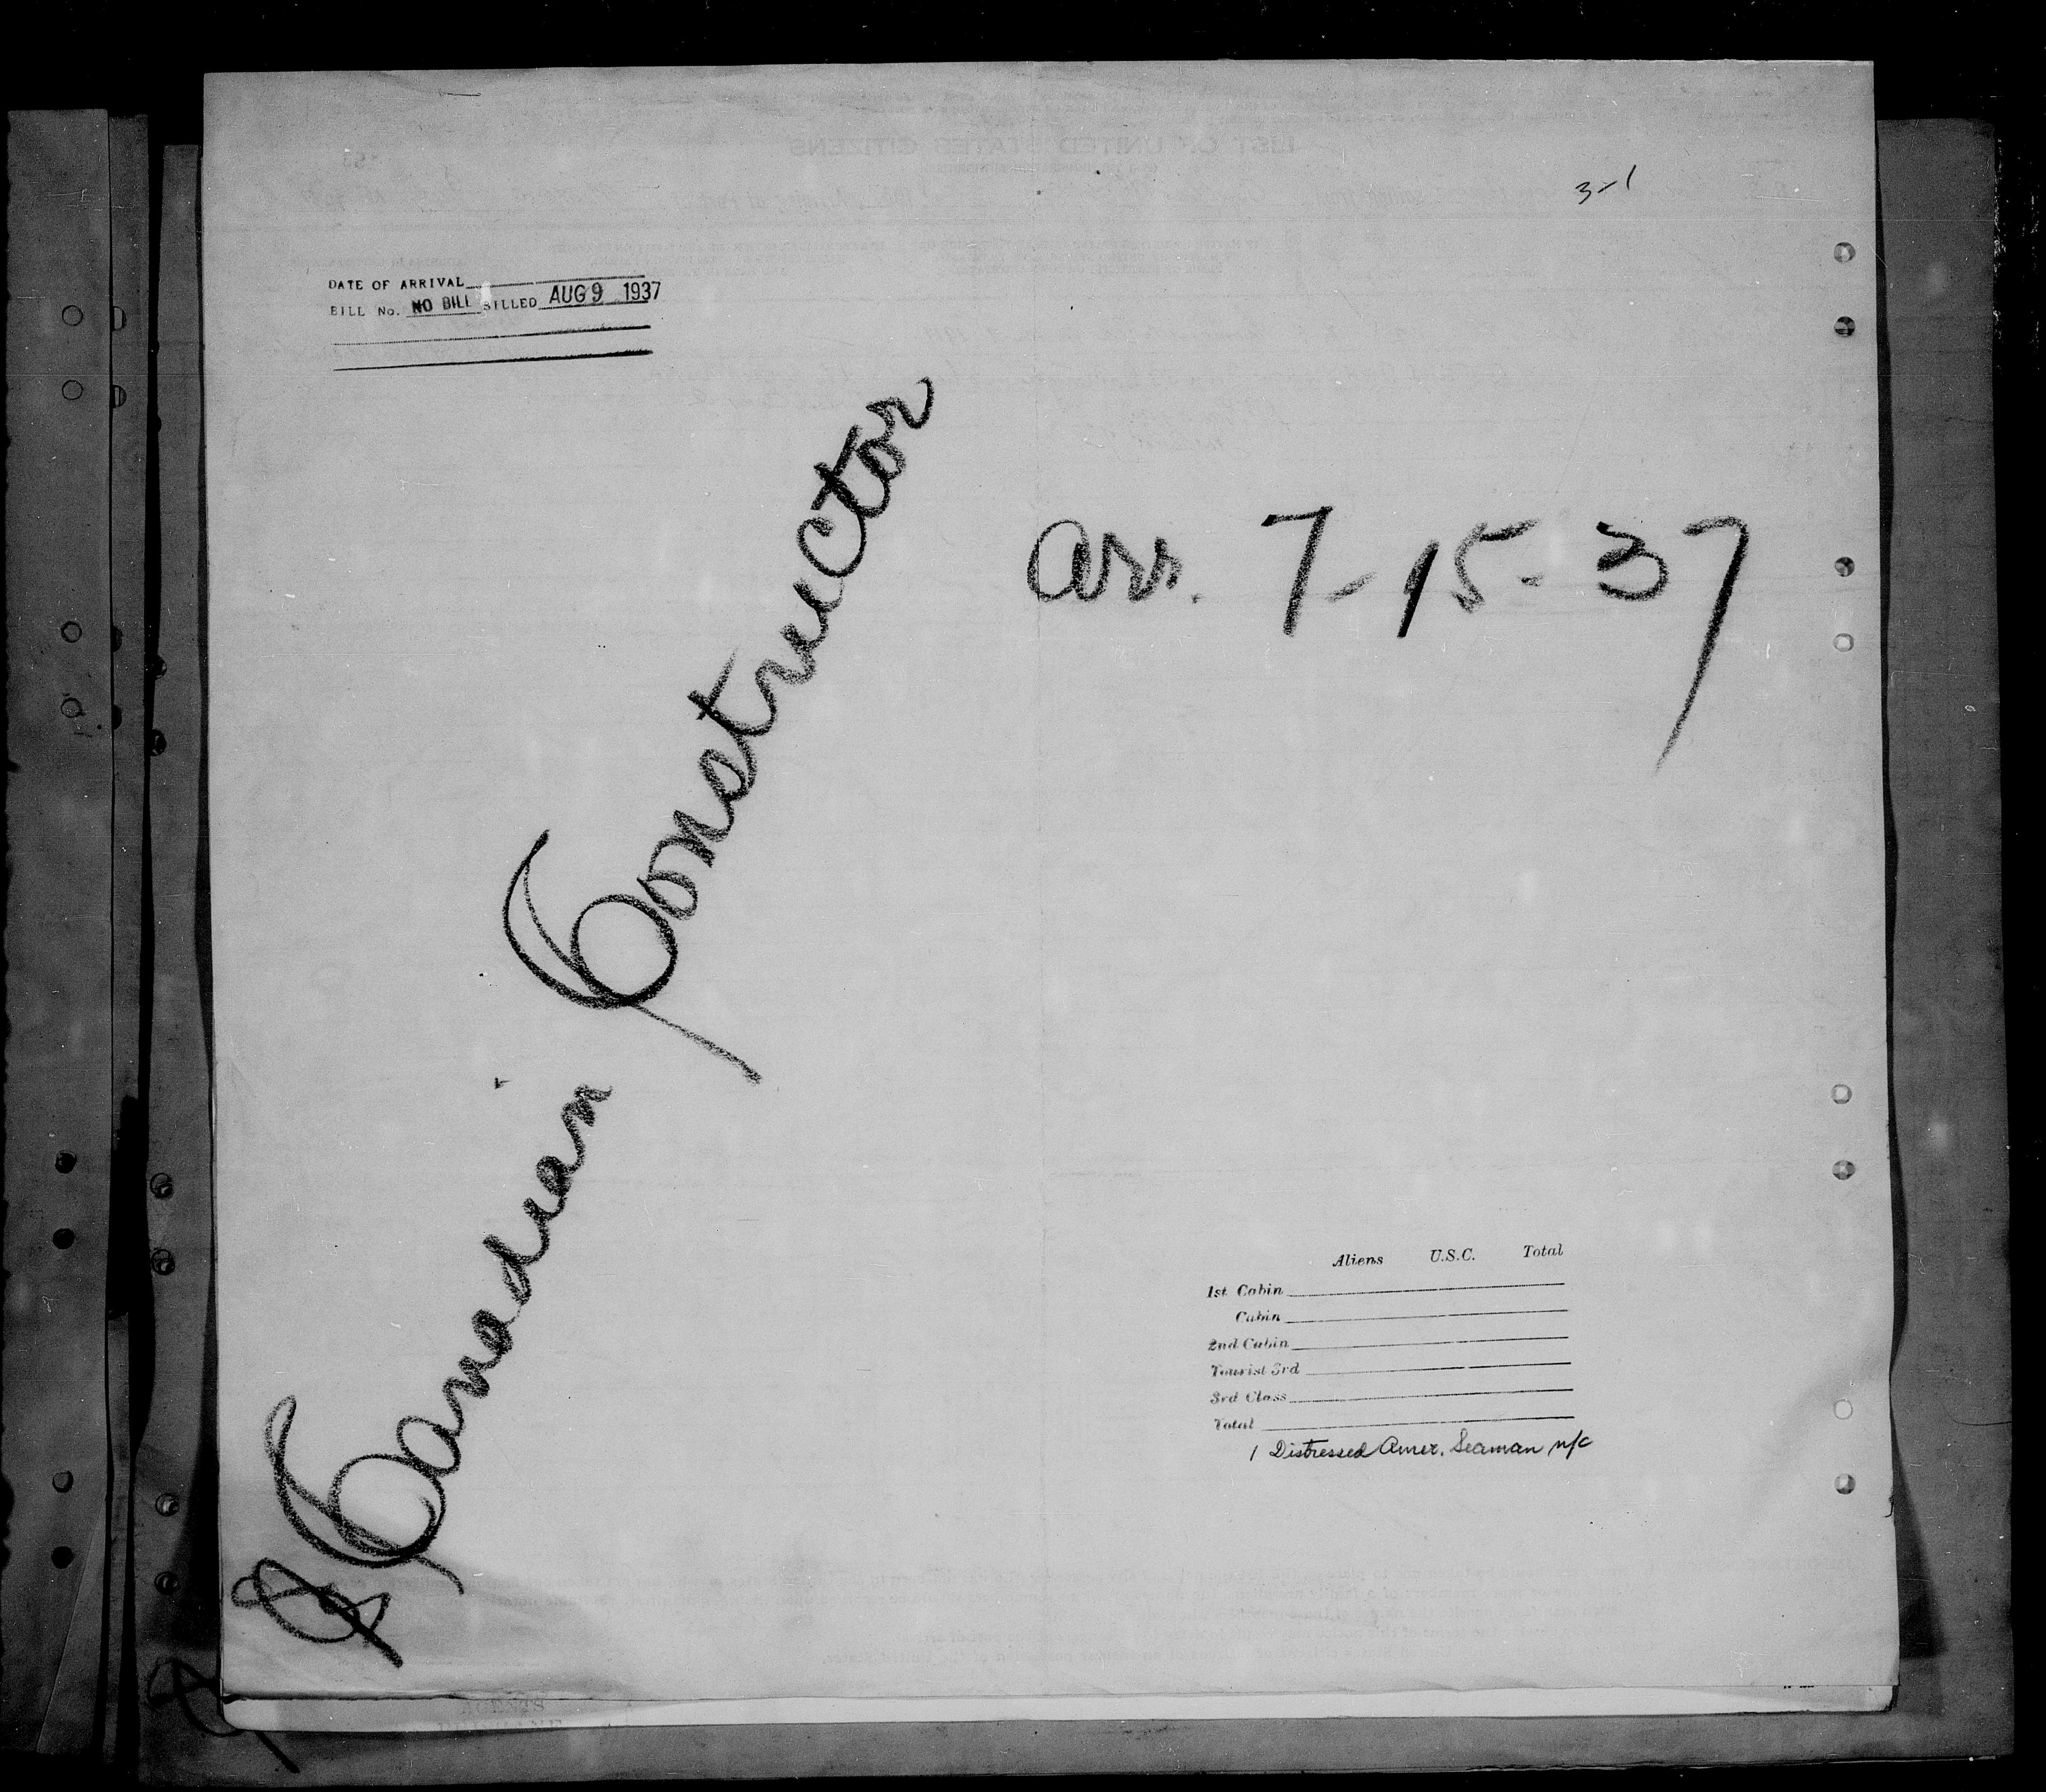 3-1
DATE OF ARRIVAL
BILL No. NO BILL BILLED AUG 9 1937
Canadian Constructor
arr. 7-15-37
Aliens U.S.C. Total
1st Cabin
Cabin
2nd Cabin
Tourist 3rd
3rd Class
Total
1 Distressed Amer. Seaman n/c